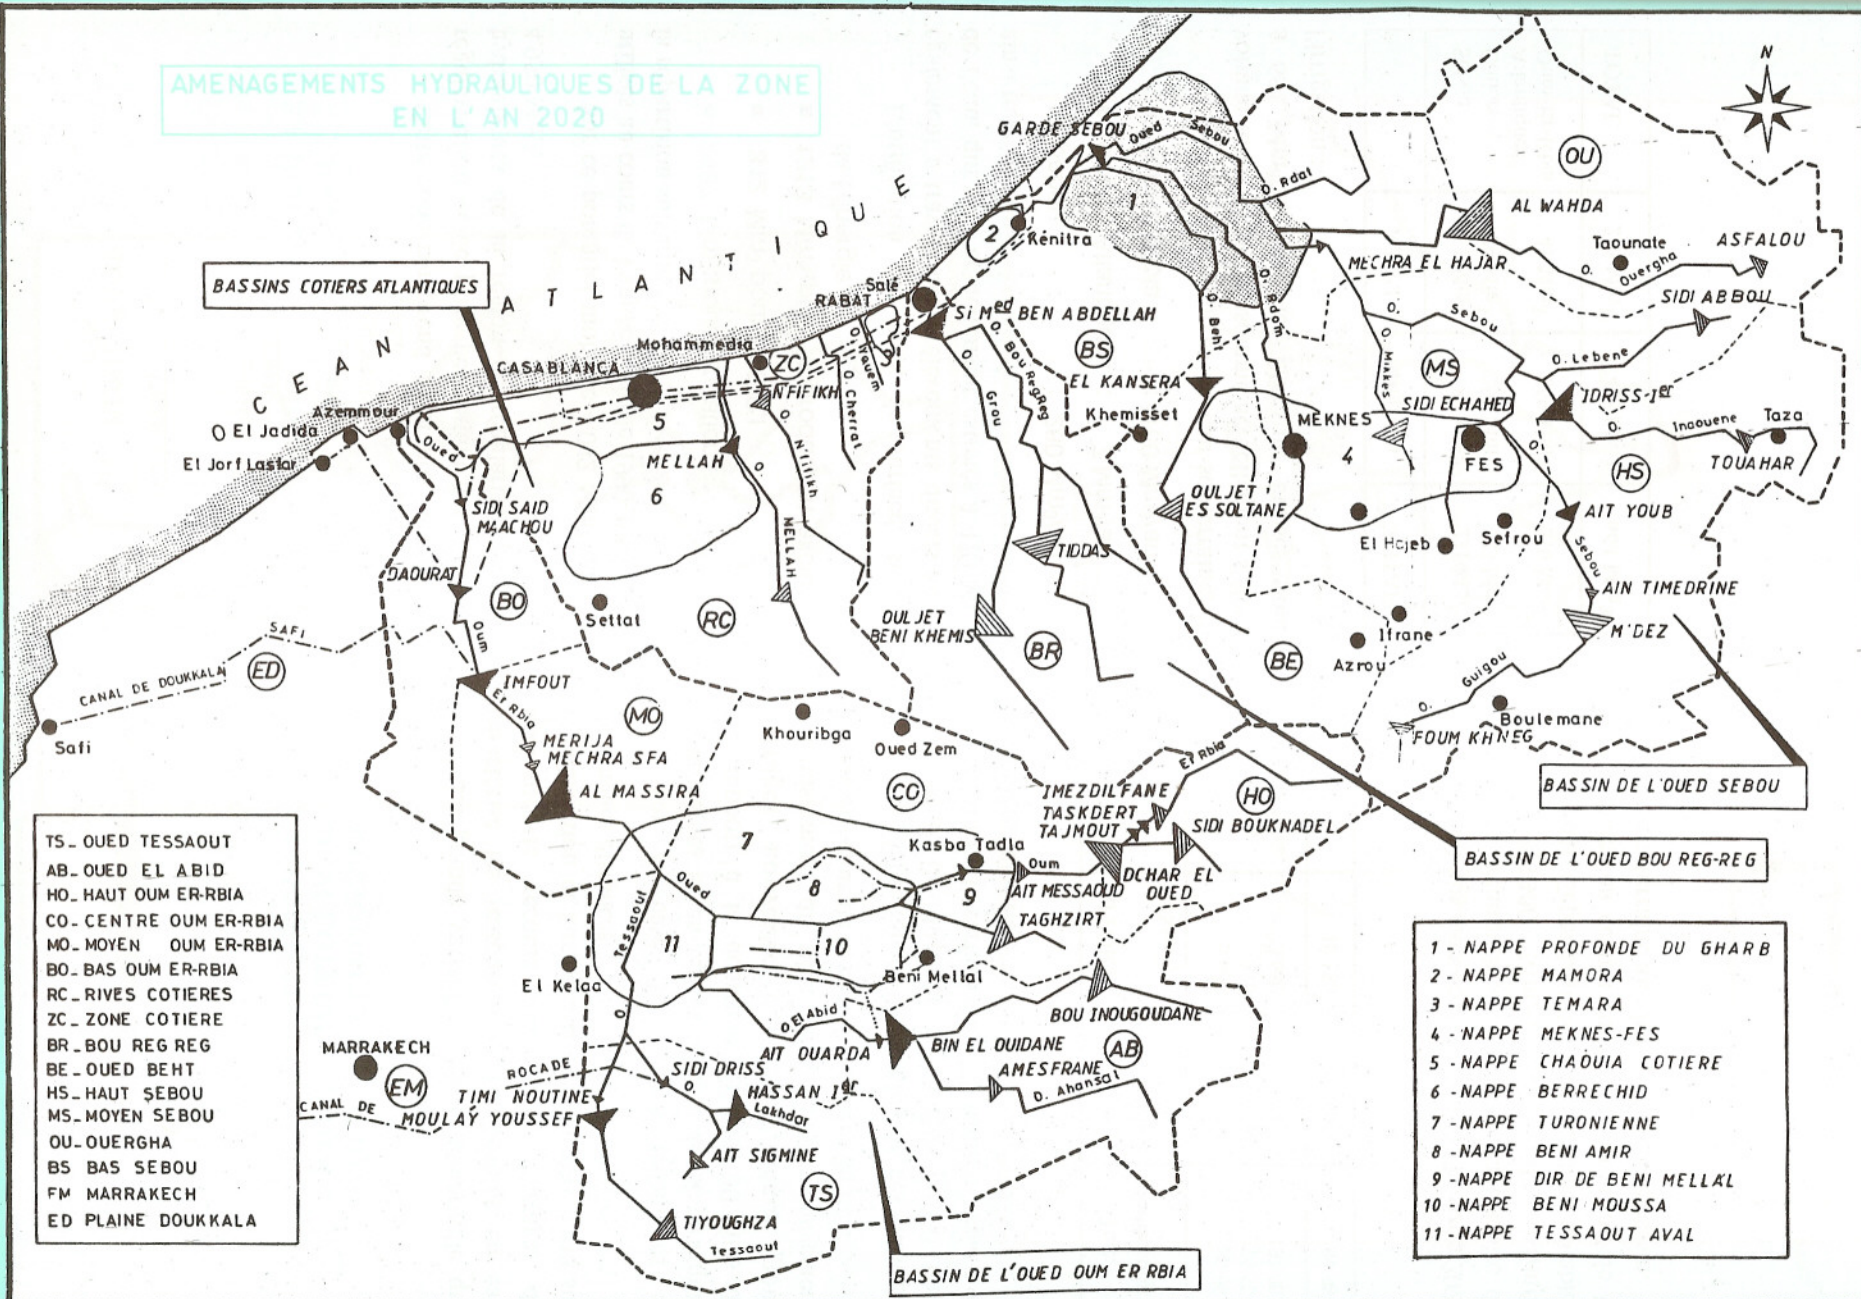 AMENAGEMENTS HYDRAULIQUES DE LA ZONE
EN L'AN 2020
N
OCEAN ATLANTIQUE
BASSINS COTIERS ATLANTIQUES
GARDE SEBOU
Oued Sebou
O. Rdat
OU
AL WAHDA
Taounate
ASFALOU
O. Ouergha
MECHRA EL HAJAR
SIDI ABBOU
1
2
Kénitra
Salé
RABAT
Si Med BEN ABDELLAH
O. Bou RegReg
BS
O. Beht
O. Rdom
O. Mikes
O. Sebou
MS
O. Lebene
IDRISS-Ier
O. Inaouene
Taza
TOUAHAR
HS
Mohammedia
ZC
CASABLANCA
N'FIFIKH
O. Ykuem
3
O. Cherrat
O. N'fifikh
O. Grou
EL KANSERA
Khemisset
MEKNES
SIDI ECHAHED
4
FES
O.
Azemmour
El Jadida
El Jorf Lasfar
Oued
5
MELLAH
6
O. MELLAH
SIDI SAID
MAACHOU
DAOURAT
BO
Oum
Settat
RC
OULJET
BENI KHEMIS
TIDDAS
OULJET
ES SOLTANE
El Hajeb
Sefrou
AIT YOUB
Sebou
AIN TIMEDRINE
M'DEZ
Ifrane
Azrou
BE
BR
O. Guigou
Boulemane
FOUM KHNEG
SAFI
CANAL DE DOUKKALA
ED
Safi
IMFOUT
Er Rbia
MO
MERIJA
MECHRA SFA
AL MASSIRA
Khouribga
Oued Zem
CO
Er Rbia
IMEZDILFANE
TASKDERT
TAJMOUT
HO
SIDI BOUKNADEL
DCHAR EL
OUED
BASSIN DE L'OUED SEBOU
BASSIN DE L'OUED BOU REG-REG
7
8
9
10
11
Kasba Tadla
Oum
AIT MESSAOUD
TAGHZIRT
Oued
Tessaout
O.
El Kelaa
Beni Mellal
O. El Abid
AIT OUARDA
BIN EL OUIDANE
BOU INOUGOUDANE
AB
AMESFRANE
O. Ahansal
MARRAKECH
EM
ROCADE
CANAL DE
SIDI DRISS
O.
HASSAN Ier
Lakhdar
TIMI NOUTINE
MOULAY YOUSSEF
AIT SIGMINE
TS
TIYOUGHZA
Tessaout
BASSIN DE L'OUED OUM ER RBIA
TS_ OUED TESSAOUT
AB_ OUED EL ABID
HO_ HAUT OUM ER-RBIA
CO_ CENTRE OUM ER-RBIA
MO_ MOYEN OUM ER-RBIA
BO_ BAS OUM ER-RBIA
RC_ RIVES COTIERES
ZC_ ZONE COTIERE
BR_ BOU REG REG
BE_ OUED BEHT
HS_ HAUT SEBOU
MS_ MOYEN SEBOU
OU_ OUERGHA
BS BAS SEBOU
EM MARRAKECH
ED PLAINE DOUKKALA
1 - NAPPE PROFONDE DU GHARB
2 - NAPPE MAMORA
3 - NAPPE TEMARA
4 - NAPPE MEKNES-FES
5 - NAPPE CHAOUIA COTIERE
6 - NAPPE BERRECHID
7 - NAPPE TURONIENNE
8 - NAPPE BENI AMIR
9 - NAPPE DIR DE BENI MELLAL
10 - NAPPE BENI MOUSSA
11 - NAPPE TESSAOUT AVAL